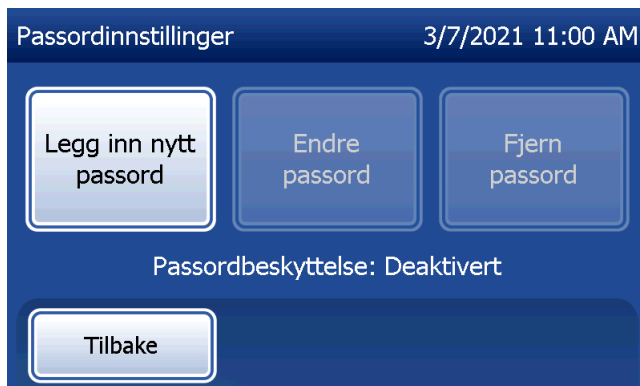 Passordinnstillinger 3/7/2021 11:00 AM
Legg inn nytt
passord
Endre
passord
Fjern
passord
Passordbeskyttelse: Deaktivert
Tilbake